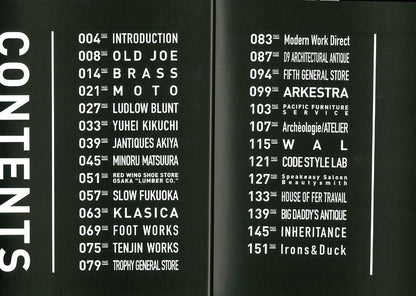 CONTENTS
004 INTRODUCTION
008 OLD JOE
014 BRASS
021 MOTO
027 LUDLOW BLUNT
033 YUHEI KIKUCHI
039 JANTIQUES AKIYA
045 MINORU MATSUURA
051 RED WING SHOE STORE
OSAKA "LUMBER CO."
057 SLOW FUKUOKA
063 KLASICA
069 FOOT WORKS
075 TENJIN WORKS
079 TROPHY GENERAL STORE
083 Modern Work Direct
087 D9 ARCHITECTURAL ANTIQUE
094 FIFTH GENERAL STORE
099 ARKESTRA
103 PACIFIC FURNITURE
SERVICE
107 Archèologie/ATELIER
115 WAL
121 CODE STYLE LAB
127 Speakeasy Saloon
Beautysmith
133 HOUSE OF FER TRAVAIL
139 BIG DADDY'S ANTIQUE
145 INHERITANCE
151 Irons&Duck